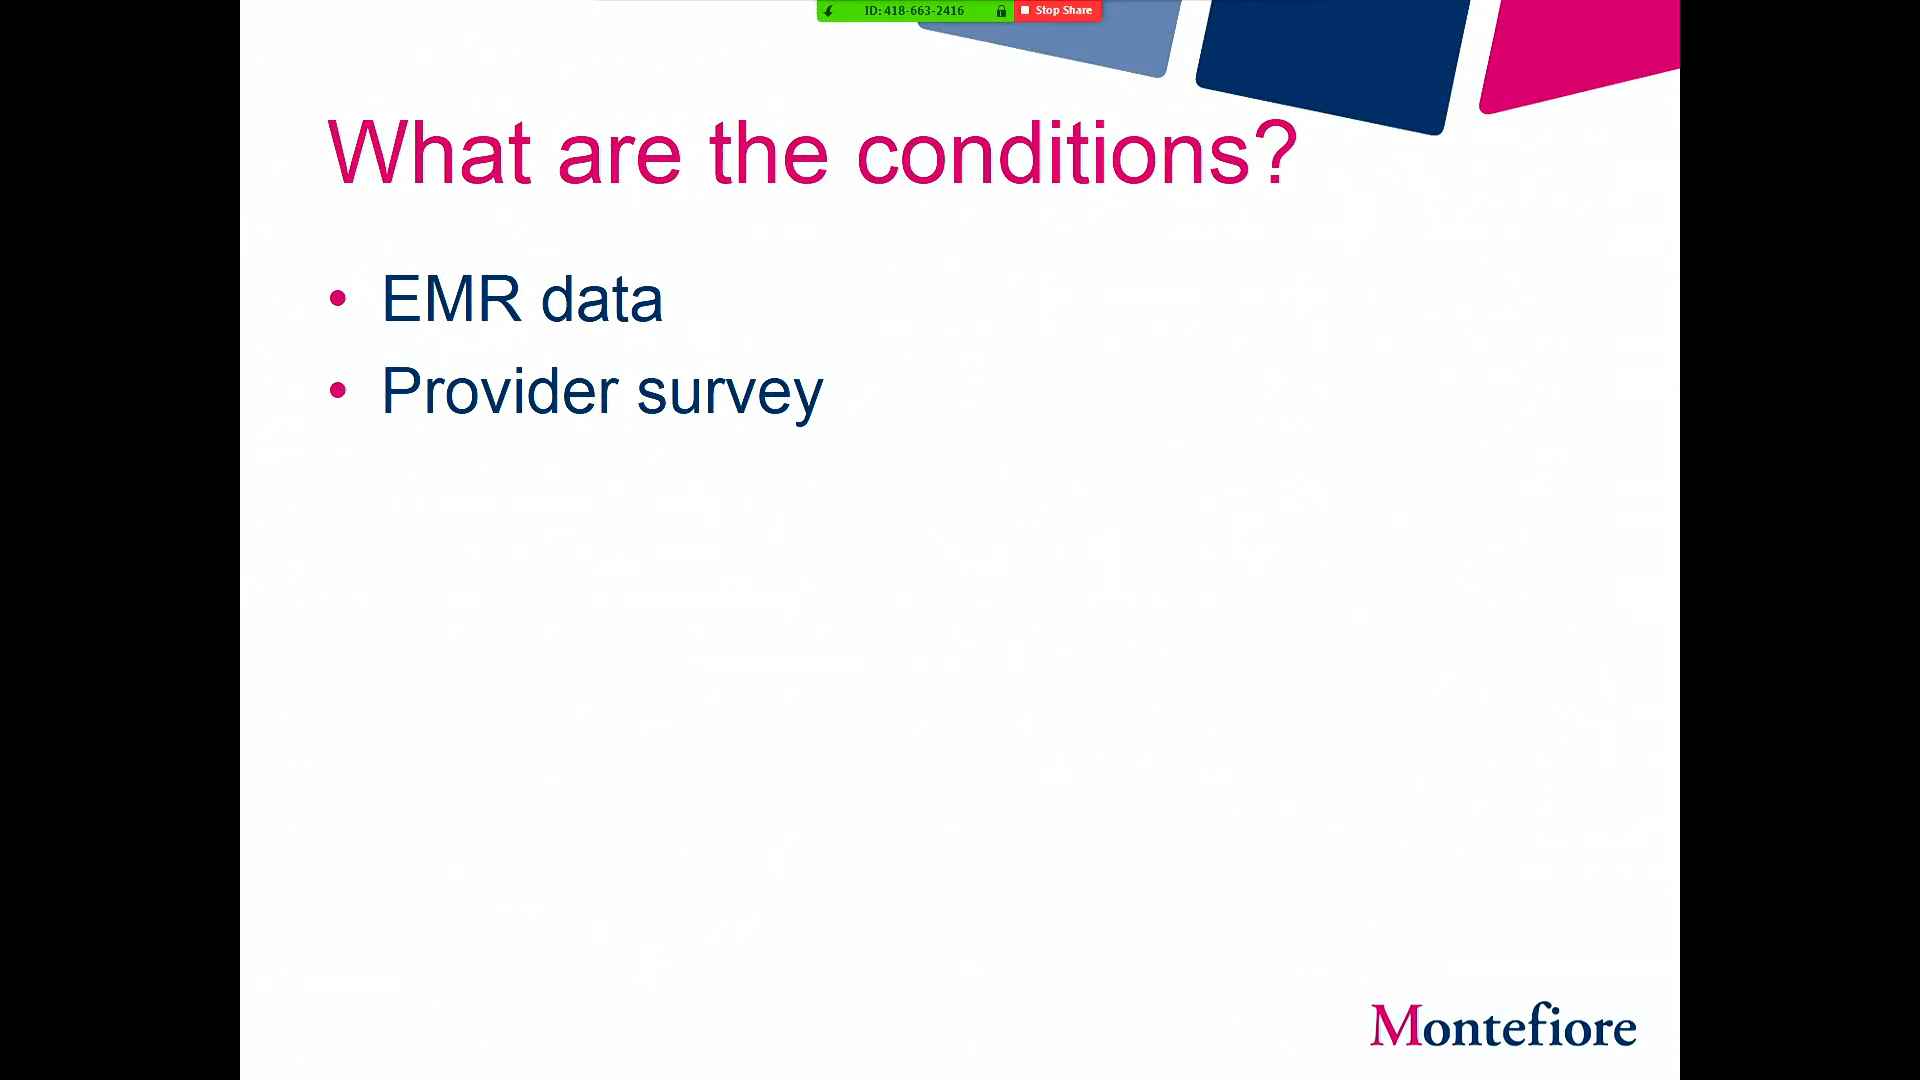 ID: 418-663-2416 Stop Share
What are the conditions?
• EMR data
• Provider survey
Montefiore